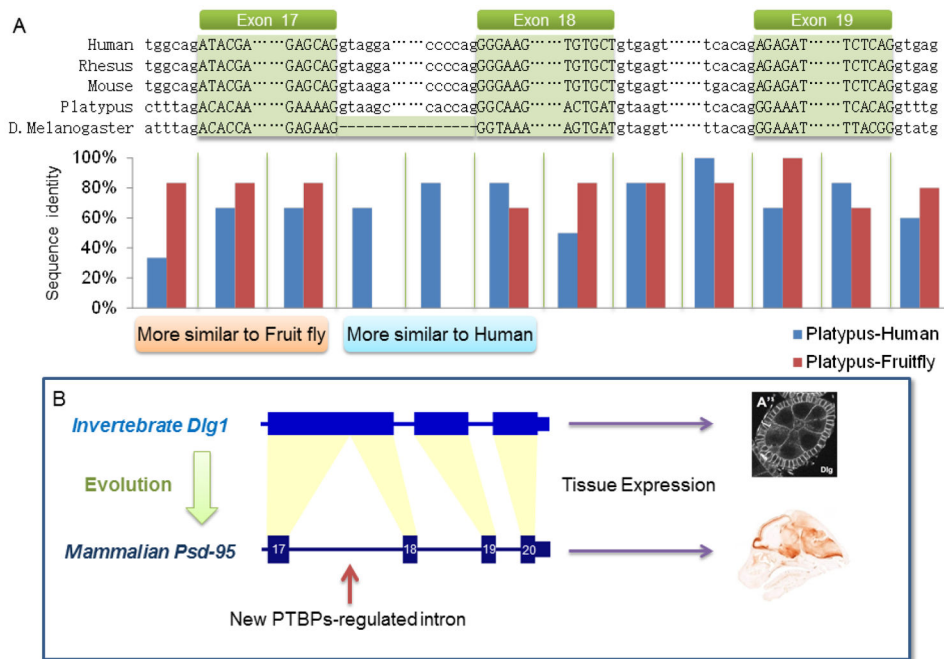 A
Exon 17 Exon 18 Exon 19
Human tggcagATACGA·····GAGCAGgtagga·····ccccagGGGAAG·····TGTGCTgtgagt······tcacagAGAGAT·····TCTCAGgtgag
Rhesus tggcagATACGA·····GAGCAGgtagga·····ccccagGGGAAG·····TGTGCTgtgagt······tcacagAGAGAT·····TCTCAGgtgag
Mouse tggcagATACGA·····GAGCAGgtagga·····ccccagGGGAAG·····TGTGCTgtgagt······tcacagAGAGAT·····TCTCAGgtgag
Platypus ctttagACACAA·····GAAAAGgtaagc·····caccagGGCAAG·····ACTGATgtaagt······tcacagGGAAAT·····TCACAGgtttg
D.Melanogaster atttagACACCA·····GAGAAG----------------GGTAAA·····AGTGATgtaggt······ttacagGGAAAT·····TTACGGgtatg
Sequence identity
100%
80%
60%
40%
20%
0%
More similar to Fruit fly More similar to Human
Platypus-Human
Platypus-Fruitfly
B
Invertebrate Dlg1
A''
Dlg
Evolution
Tissue Expression
Mammalian Psd-95
17 18 19 20
New PTBPs-regulated intron